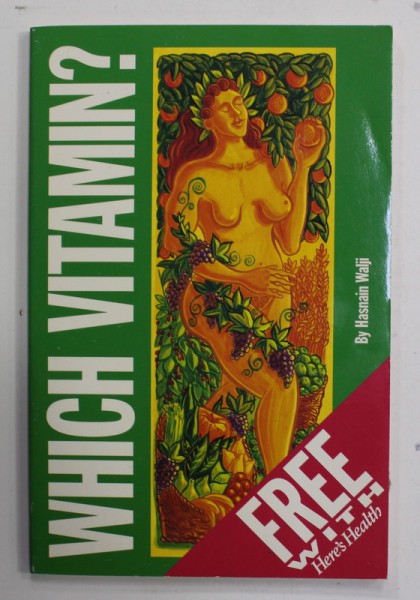 WHICH VITAMIN?
By Hasnain Walji
FREE
WITH
Here's Health